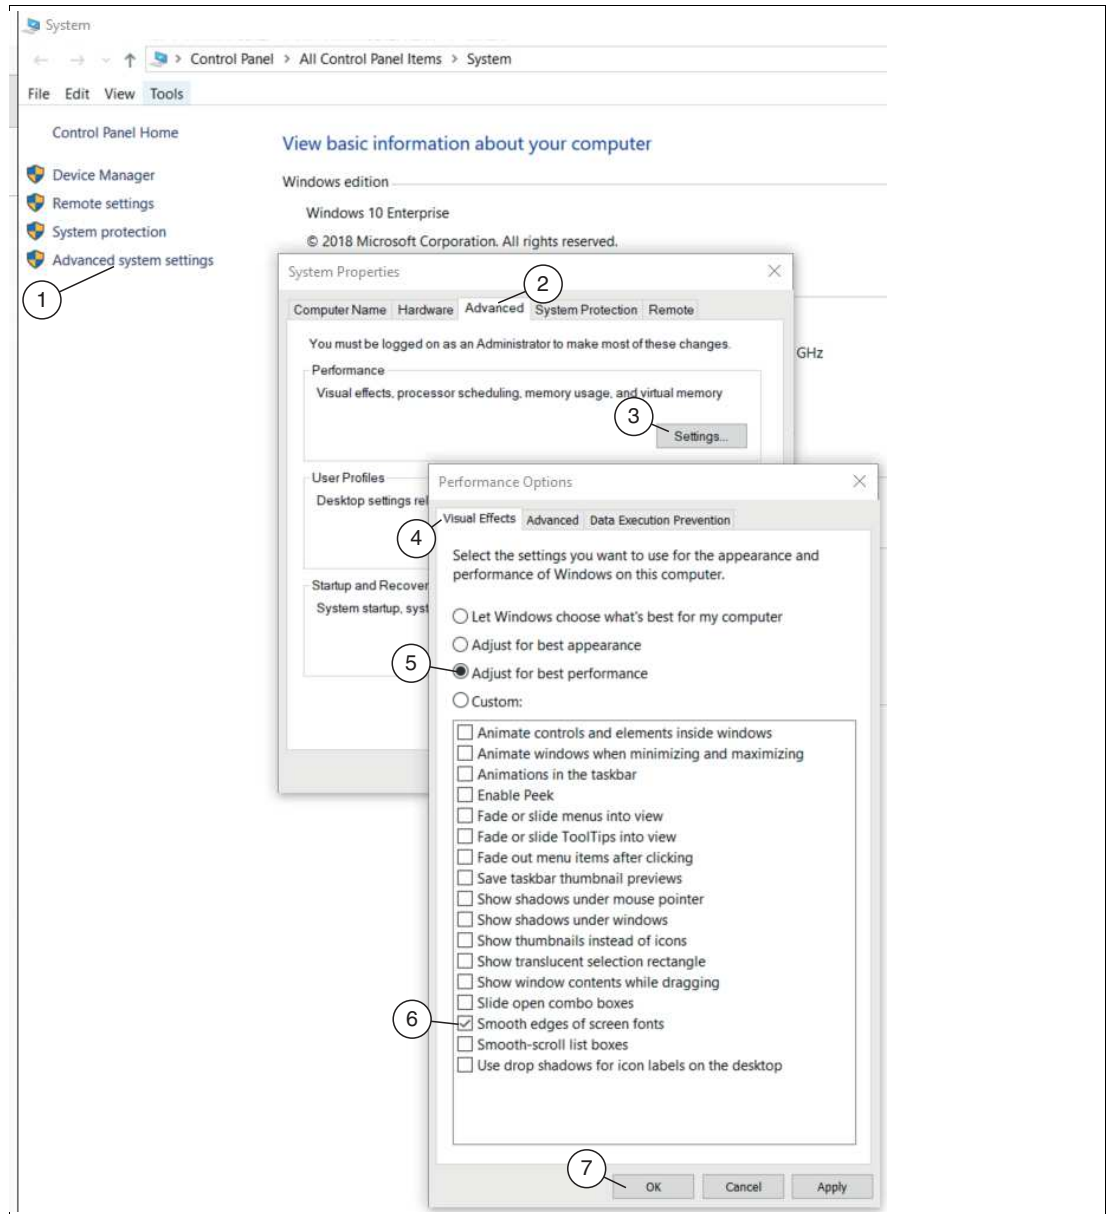 System
Control Panel > All Control Panel Items > System
File Edit View Tools
Control Panel Home
View basic information about your computer
Device Manager
Windows edition
Remote settings
Windows 10 Enterprise
System protection
© 2018 Microsoft Corporation. All rights reserved.
Advanced system settings
1
System Properties
2
Computer Name Hardware Advanced System Protection Remote
You must be logged on as an Administrator to make most of these changes.
GHz
Performance
Visual effects, processor scheduling, memory usage, and virtual memory
3
Settings...
User Profiles
Desktop settings rel
Performance Options
Visual Effects Advanced Data Execution Prevention
4
Select the settings you want to use for the appearance and
performance of Windows on this computer.
Startup and Recover
System startup, syst
Let Windows choose what's best for my computer
Adjust for best appearance
5
Adjust for best performance
Custom:
Animate controls and elements inside windows
Animate windows when minimizing and maximizing
Animations in the taskbar
Enable Peek
Fade or slide menus into view
Fade or slide ToolTips into view
Fade out menu items after clicking
Save taskbar thumbnail previews
Show shadows under mouse pointer
Show shadows under windows
Show thumbnails instead of icons
Show translucent selection rectangle
Show window contents while dragging
Slide open combo boxes
6
Smooth edges of screen fonts
Smooth-scroll list boxes
Use drop shadows for icon labels on the desktop
7
OK Cancel Apply